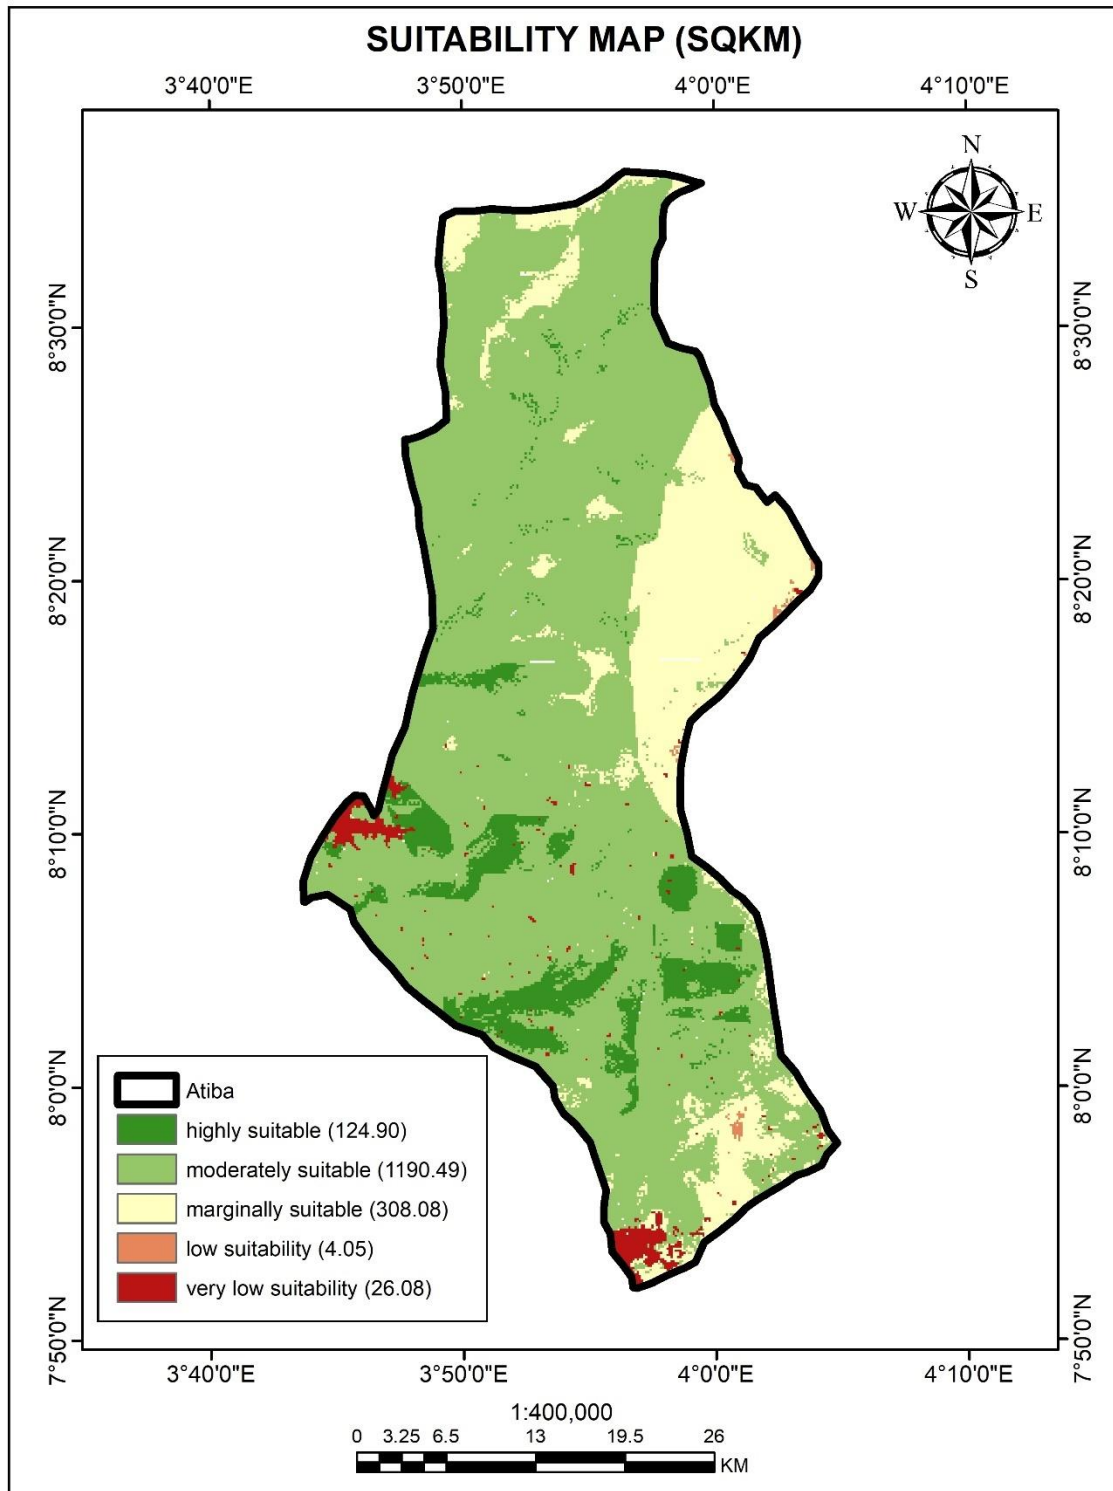 SUITABILITY MAP (SQKM)
3°40'0"E 3°50'0"E 4°0'0"E 4°10'0"E
N
W E
S
8°30'0"N 8°30'0"N
8°20'0"N 8°20'0"N
8°10'0"N 8°10'0"N
8°0'0"N 8°0'0"N
7°50'0"N 7°50'0"N
Atiba
highly suitable (124.90)
moderately suitable (1190.49)
marginally suitable (308.08)
low suitability (4.05)
very low suitability (26.08)
3°40'0"E 3°50'0"E 4°0'0"E 4°10'0"E
1:400,000
0 3.25 6.5 13 19.5 26
KM